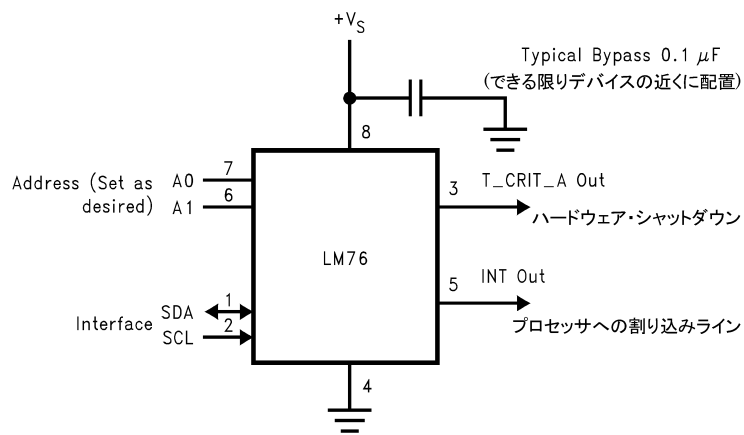 +VS
Typical Bypass 0.1 μF
(できる限りデバイスの近くに配置)
8
Address (Set as
desired)
A0
7
A1
6
3
T_CRIT_A Out
ハードウェア・シャットダウン
LM76
5
INT Out
プロセッサへの割り込みライン
Interface
SDA
1
SCL
2
4